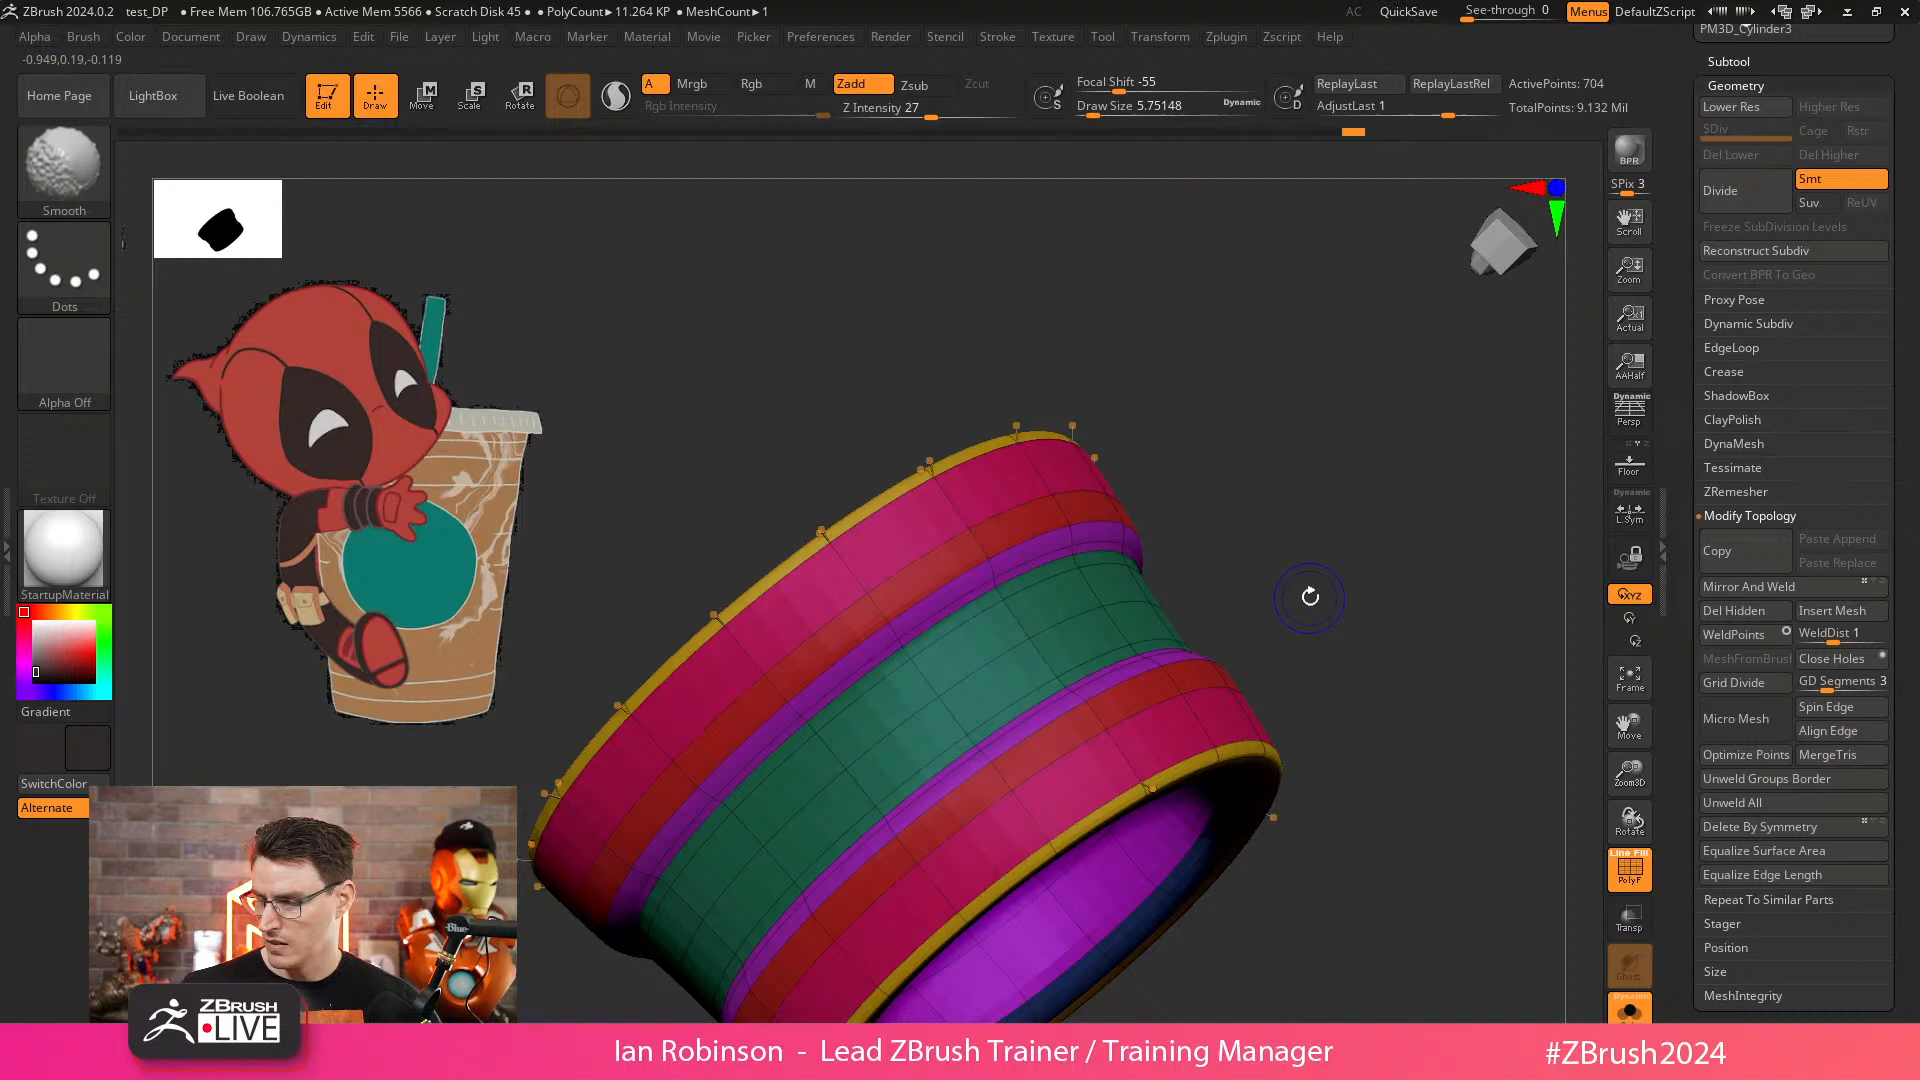 ZBrush 2024.0.2 test_DP ● Free Mem 106.765GB ● Active Mem 5566 ● Scratch Disk 45 ● ● PolyCount► 11.264 KP ● MeshCount► 1
AC QuickSave See-through 0 Menus DefaultZScript
Alpha Brush Color Document Draw Dynamics Edit File Layer Light Macro Marker Material Movie Picker Preferences Render Stencil Stroke Texture Tool Transform Zplugin Zscript Help
-0.949,0.19,-0.119
Home Page
LightBox
Live Boolean
Edit
Draw
Move
Scale
Rotate
A Mrgb Rgb M Zadd Zsub Zcut
Rgb Intensity Z Intensity 27
Focal Shift -55
Draw Size 5.75148 Dynamic
ReplayLast ReplayLastRel
AdjustLast 1
ActivePoints: 704
TotalPoints: 9.132 Mil
Smooth
Dots
Alpha Off
Texture Off
StartupMaterial
Gradient
SwitchColor
Alternate
BPR
SPix 3
Scroll
Zoom
Actual
AAHalf
Dynamic
Persp
Floor
Dynamic
L.Sym
XYZ
Frame
Move
Zoom3D
Rotate
Line Fill
PolyF
Transp
Ghost
Dynamic
PM3D_Cylinder3
Subtool
Geometry
Lower Res Higher Res
SDiv Cage Rstr
Del Lower Del Higher
Divide Smt
Suv ReUV
Freeze SubDivision Levels
Reconstruct Subdiv
Convert BPR To Geo
Proxy Pose
Dynamic Subdiv
EdgeLoop
Crease
ShadowBox
ClayPolish
DynaMesh
Tessimate
ZRemesher
Modify Topology
Copy Paste Append
Paste Replace
Mirror And Weld
Del Hidden Insert Mesh
WeldPoints WeldDist 1
MeshFromBrush Close Holes
Grid Divide GD Segments 3
Micro Mesh Spin Edge
Align Edge
Optimize Points MergeTris
Unweld Groups Border
Unweld All
Delete By Symmetry
Equalize Surface Area
Equalize Edge Length
Repeat To Similar Parts
Stager
Position
Size
MeshIntegrity
Blue
ZBRUSH
LIVE
Ian Robinson - Lead ZBrush Trainer / Training Manager
#ZBrush2024